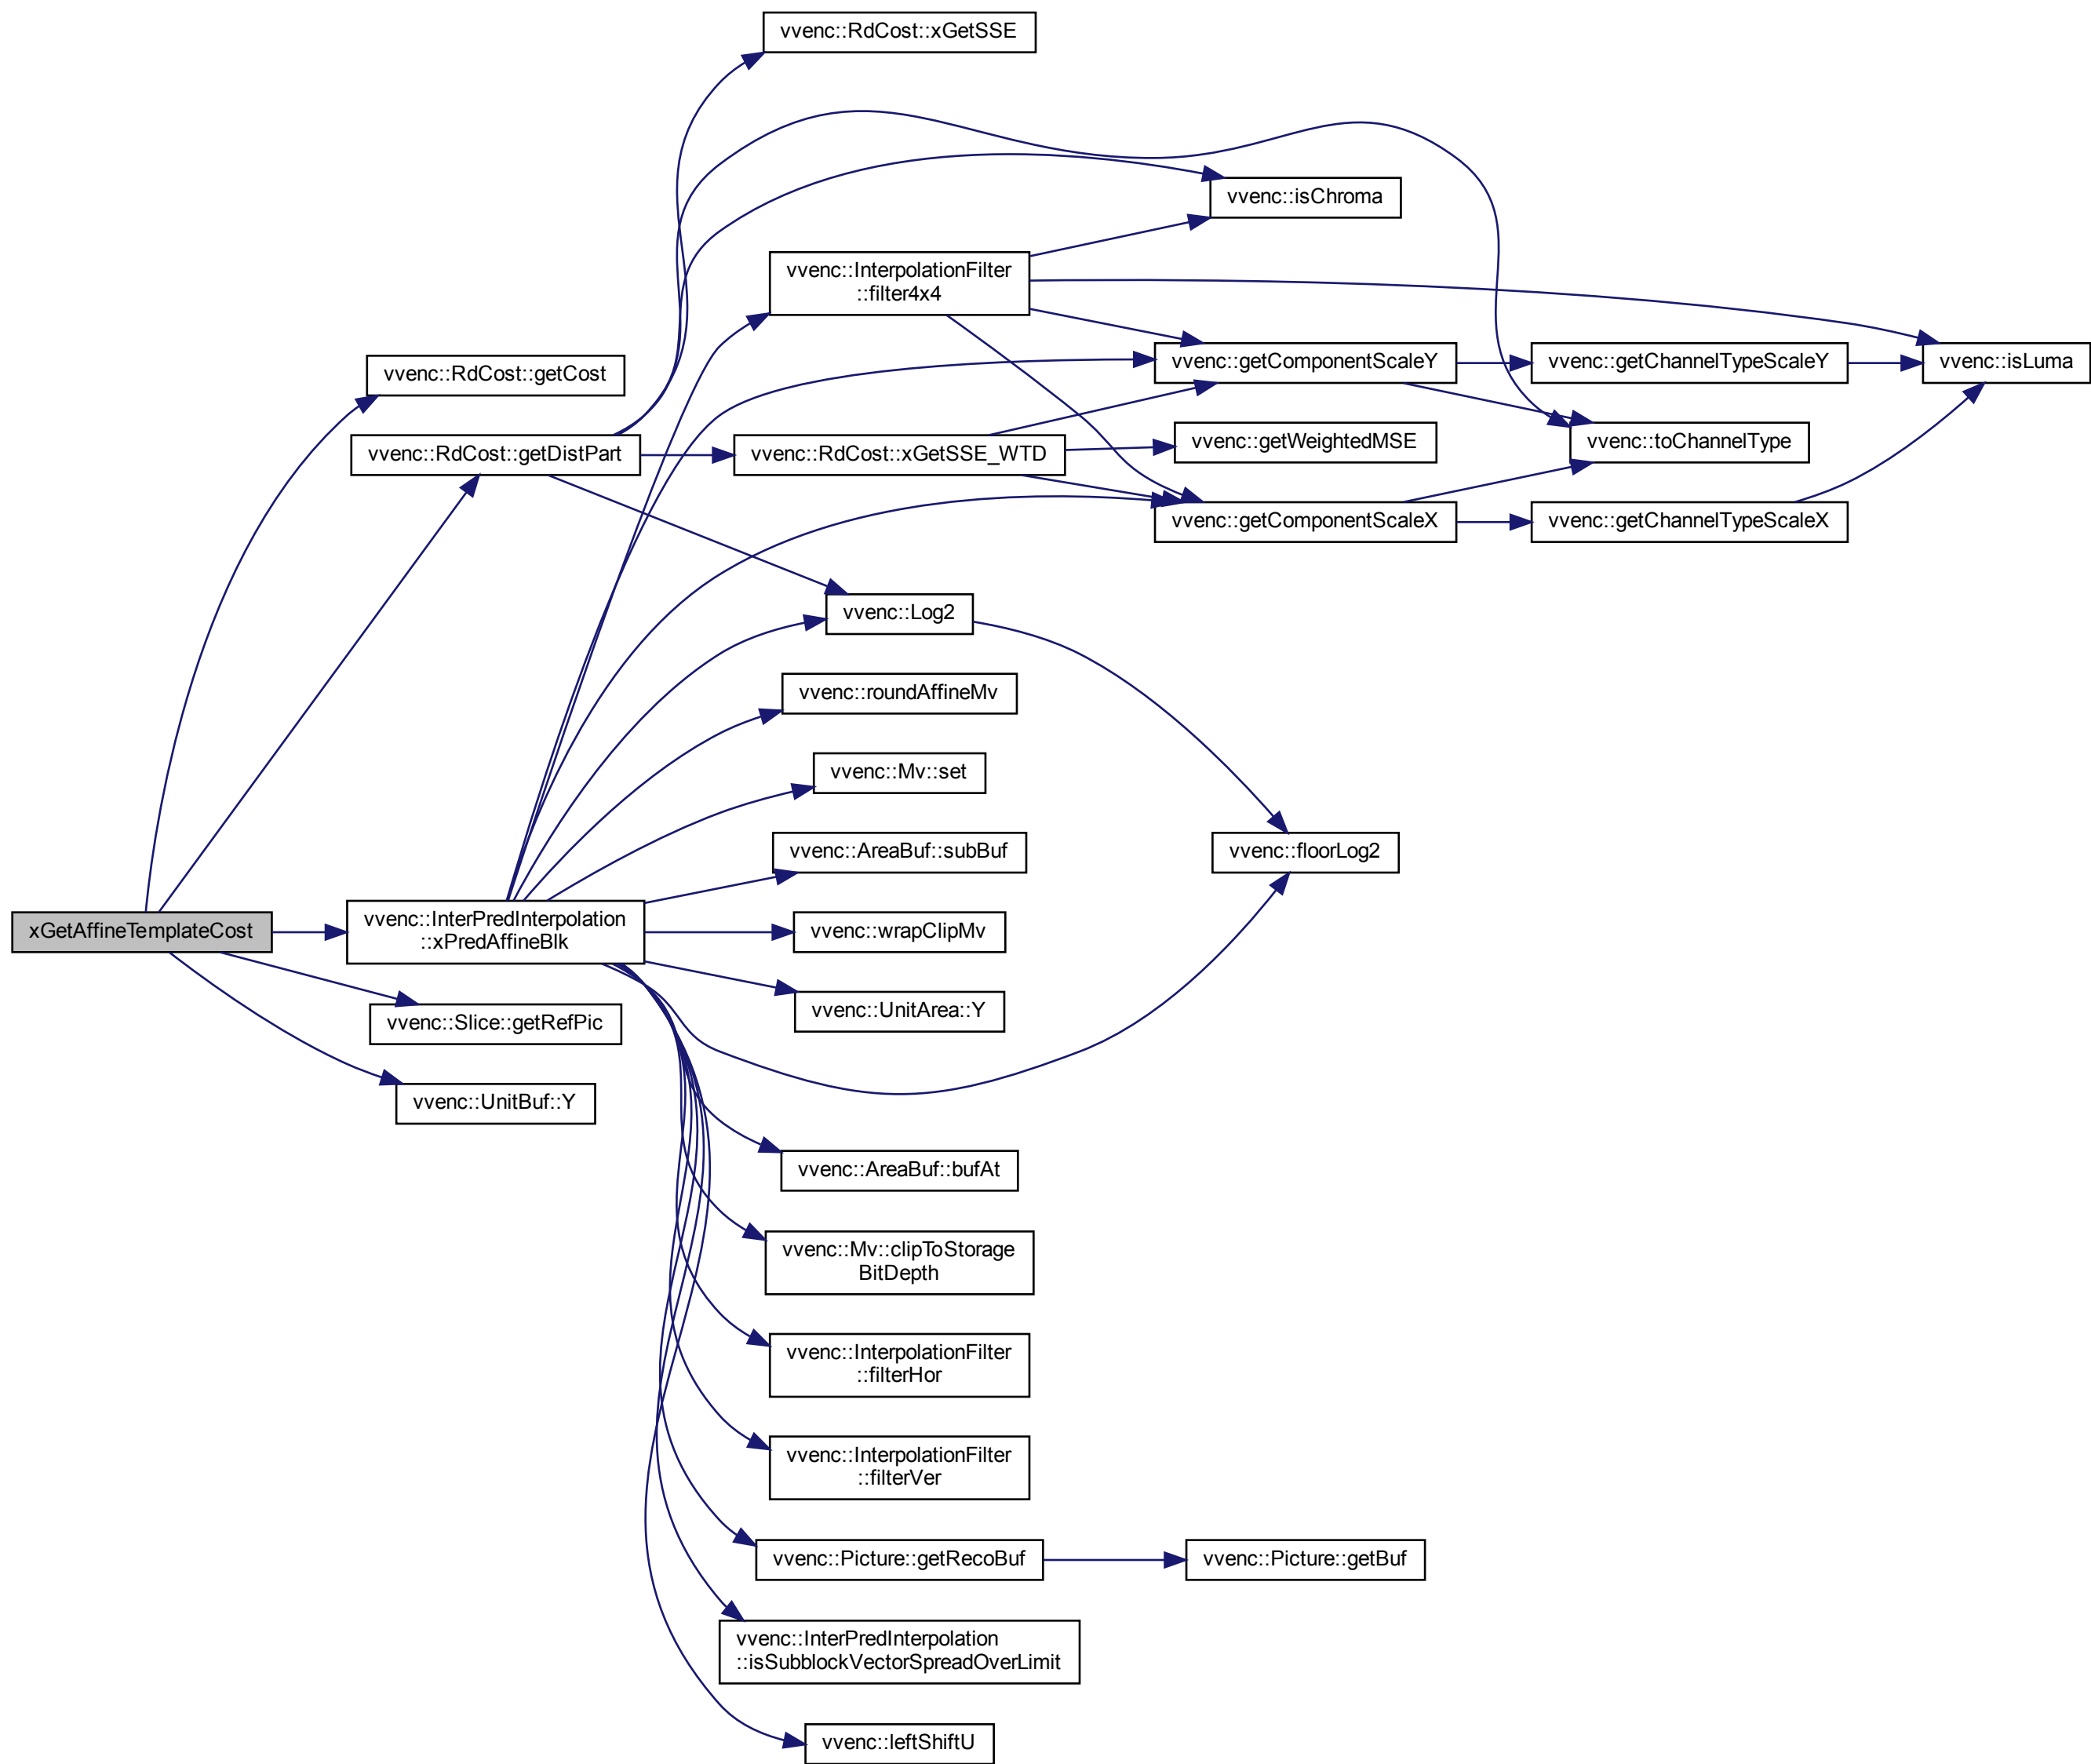 vvenc::RdCost::xGetSSE
vvenc::isChroma
vvenc::InterpolationFilter
::filter4x4
vvenc::RdCost::getCost
vvenc::getComponentScaleY
vvenc::getChannelTypeScaleY
vvenc::isLuma
vvenc::RdCost::getDistPart
vvenc::RdCost::xGetSSE_WTD
vvenc::getWeightedMSE
vvenc::toChannelType
vvenc::getComponentScaleX
vvenc::getChannelTypeScaleX
vvenc::Log2
vvenc::roundAffineMv
vvenc::Mv::set
vvenc::AreaBuf::subBuf
vvenc::floorLog2
xGetAffineTemplateCost
vvenc::InterPredInterpolation
::xPredAffineBlk
vvenc::wrapClipMv
vvenc::UnitArea::Y
vvenc::Slice::getRefPic
vvenc::UnitBuf::Y
vvenc::AreaBuf::bufAt
vvenc::Mv::clipToStorage
BitDepth
vvenc::InterpolationFilter
::filterHor
vvenc::InterpolationFilter
::filterVer
vvenc::Picture::getRecoBuf
vvenc::Picture::getBuf
vvenc::InterPredInterpolation
::isSubblockVectorSpreadOverLimit
vvenc::leftShiftU